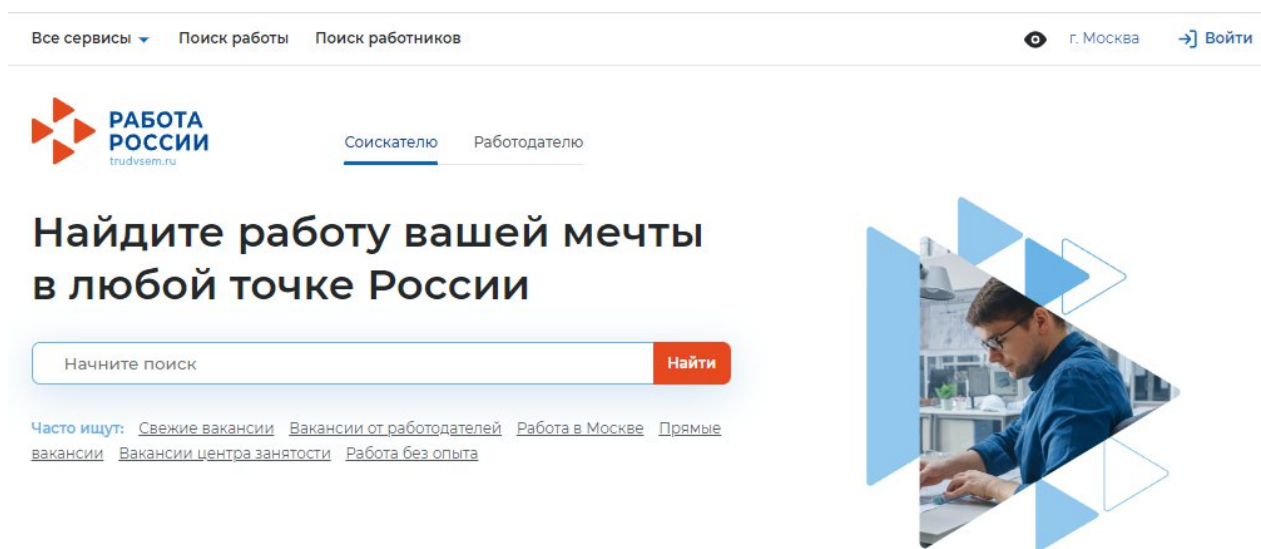 Все сервисы Поиск работы Поиск работников г. Москва Войти
РАБОТА
РОССИИ
trudvsem.ru
Соискателю Работодателю
Найдите работу вашей мечты
в любой точке России
Начните поиск Найти
Часто ищут: Свежие вакансии Вакансии от работодателей Работа в Москве Прямые
вакансии Вакансии центра занятости Работа без опыта